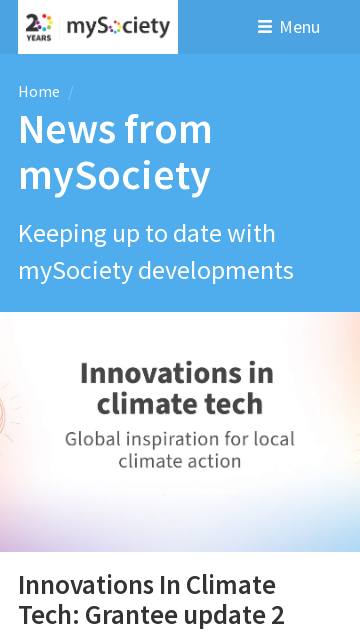 20 YEARS mySociety
Menu
Home /
News from
mySociety
Keeping up to date with
mySociety developments
Innovations in
climate tech
Global inspiration for local
climate action
Innovations In Climate
Tech: Grantee update 2